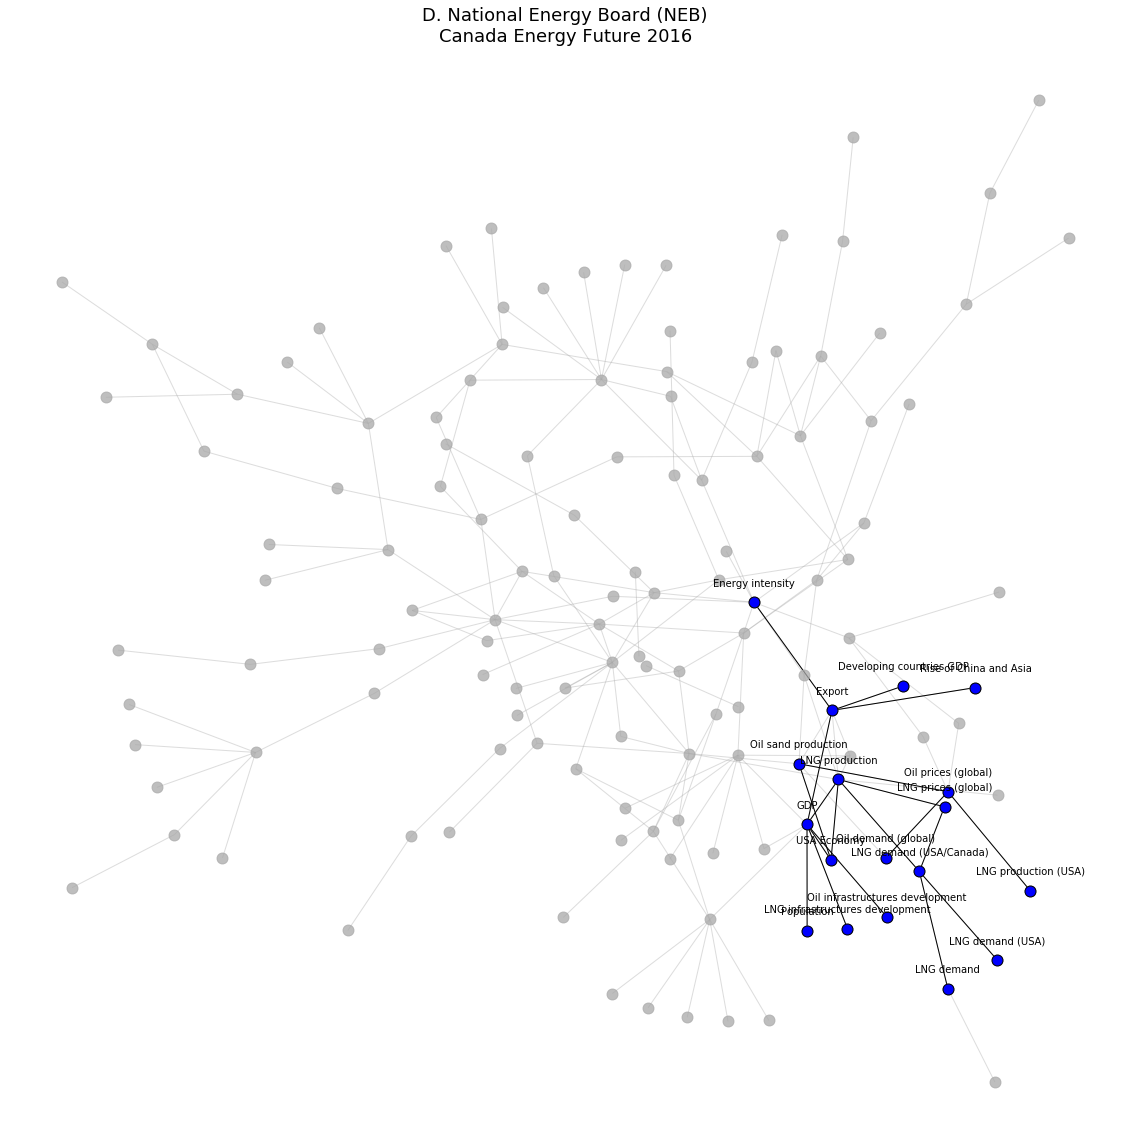 D. National Energy Board (NEB)
Canada Energy Future 2016
Energy intensity
Developing countries GDP
Rise of China and Asia
Export
Oil sand production
LNG production
Oil prices (global)
LNG prices (global)
GDP
Oil demand (global)
USA Economy
LNG demand (USA/Canada)
LNG production (USA)
Oil infrastructures development
LNG infrastructures development
Population
LNG demand (USA)
LNG demand